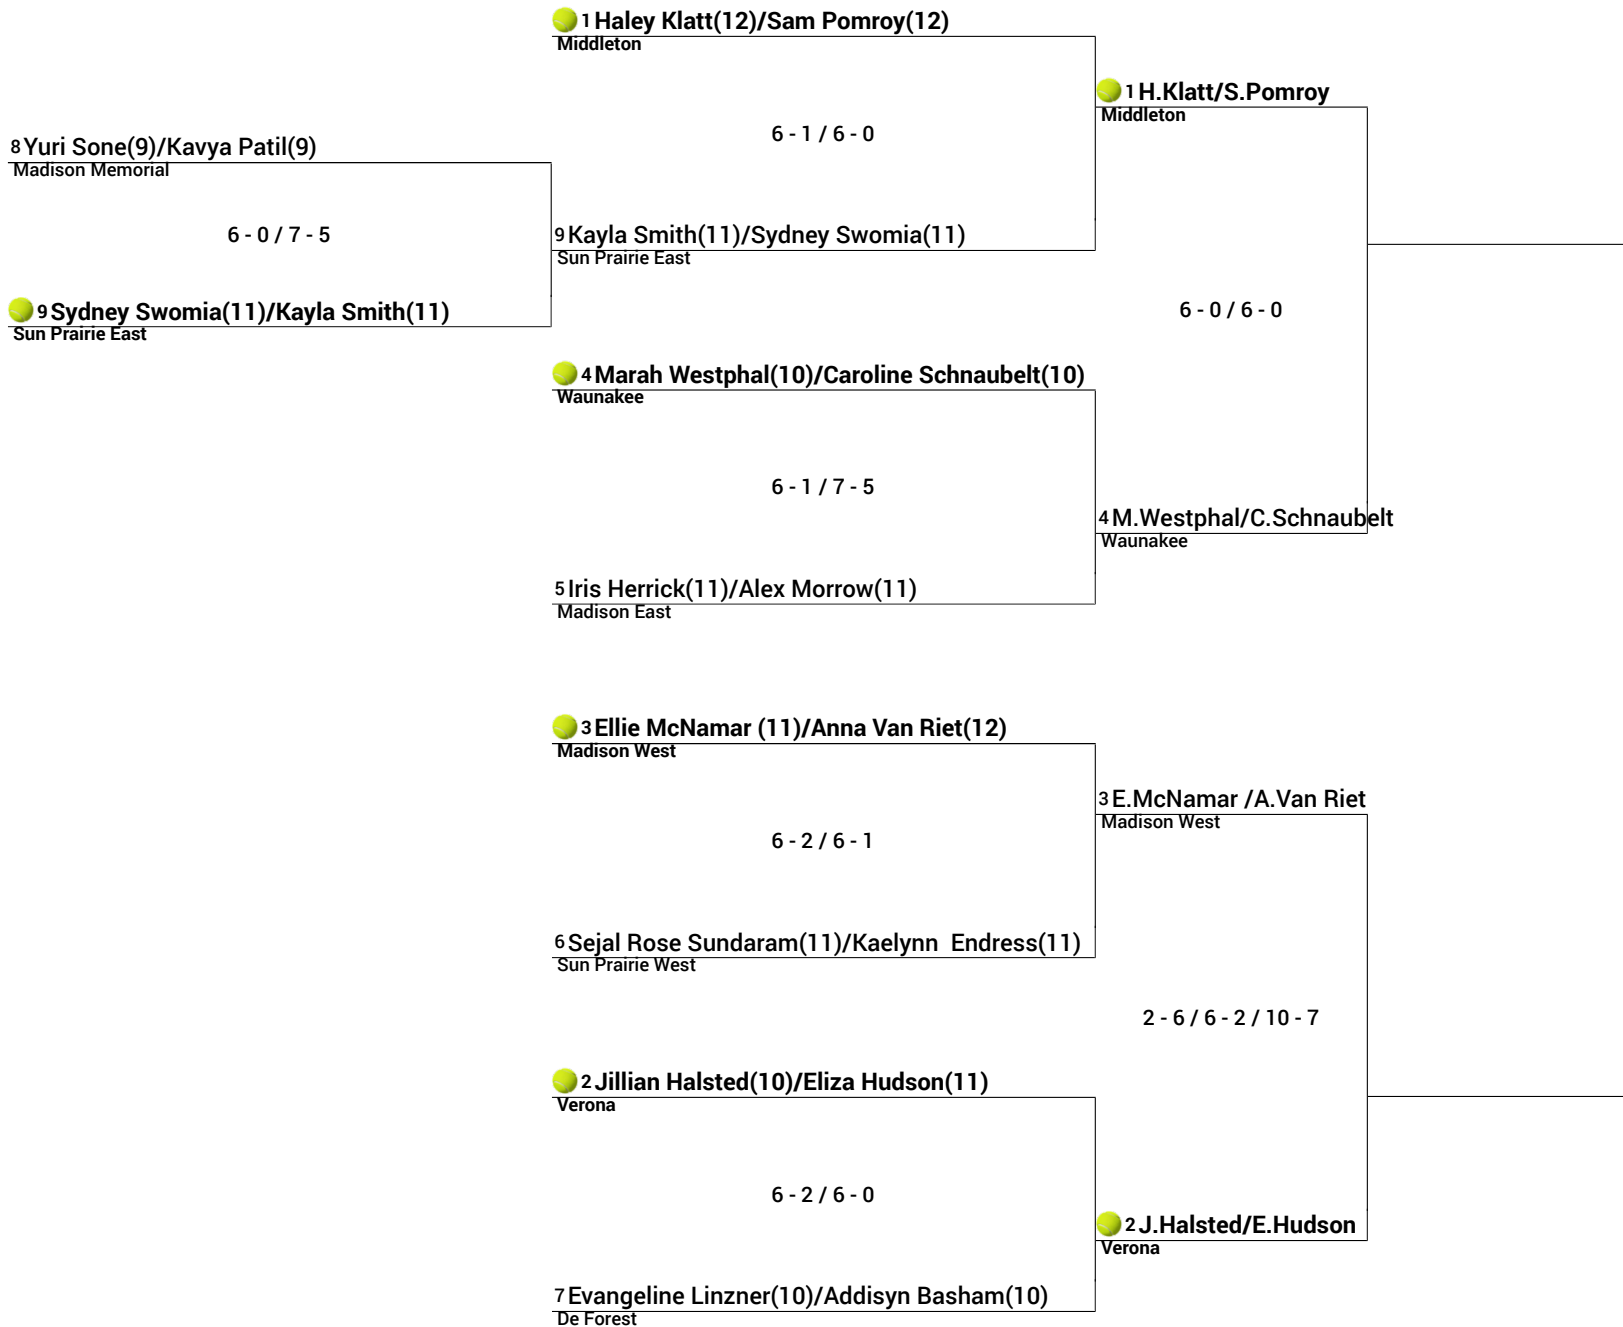 1 Haley Klatt(12)/Sam Pomroy(12)
Middleton
1 H.Klatt/S.Pomroy
Middleton
6 - 1 / 6 - 0
8 Yuri Sone(9)/Kavya Patil(9)
Madison Memorial
6 - 0 / 7 - 5
9 Kayla Smith(11)/Sydney Swomia(11)
Sun Prairie East
9 Sydney Swomia(11)/Kayla Smith(11)
Sun Prairie East
6 - 0 / 6 - 0
4 Marah Westphal(10)/Caroline Schnaubelt(10)
Waunakee
6 - 1 / 7 - 5
4 M.Westphal/C.Schnaubelt
Waunakee
5 Iris Herrick(11)/Alex Morrow(11)
Madison East
3 Ellie McNamar (11)/Anna Van Riet(12)
Madison West
3 E.McNamar /A.Van Riet
Madison West
6 - 2 / 6 - 1
6 Sejal Rose Sundaram(11)/Kaelynn  Endress(11)
Sun Prairie West
2 - 6 / 6 - 2 / 10 - 7
2 Jillian Halsted(10)/Eliza Hudson(11)
Verona
6 - 2 / 6 - 0
2 J.Halsted/E.Hudson
Verona
7 Evangeline Linzner(10)/Addisyn Basham(10)
De Forest